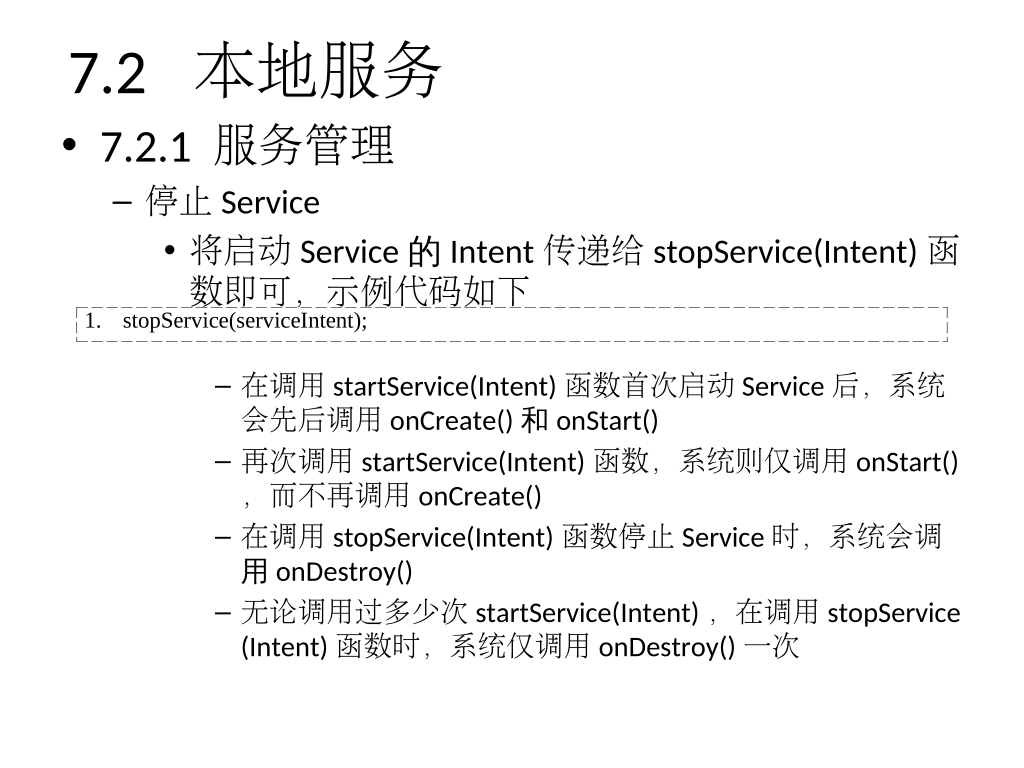 7.2 本地服务
• 7.2.1 服务管理
– 停止 Service
• 将启动 Service 的 Intent 传递给 stopService(Intent) 函
数即可，示例代码如下
1. stopService(serviceIntent);
– 在调用 startService(Intent) 函数首次启动 Service 后，系统
会先后调用 onCreate() 和 onStart()
– 再次调用 startService(Intent) 函数，系统则仅调用 onStart()
，而不再调用 onCreate()
– 在调用 stopService(Intent) 函数停止 Service 时，系统会调
用 onDestroy()
– 无论调用过多少次 startService(Intent) ，在调用 stopService
(Intent) 函数时，系统仅调用 onDestroy() 一次